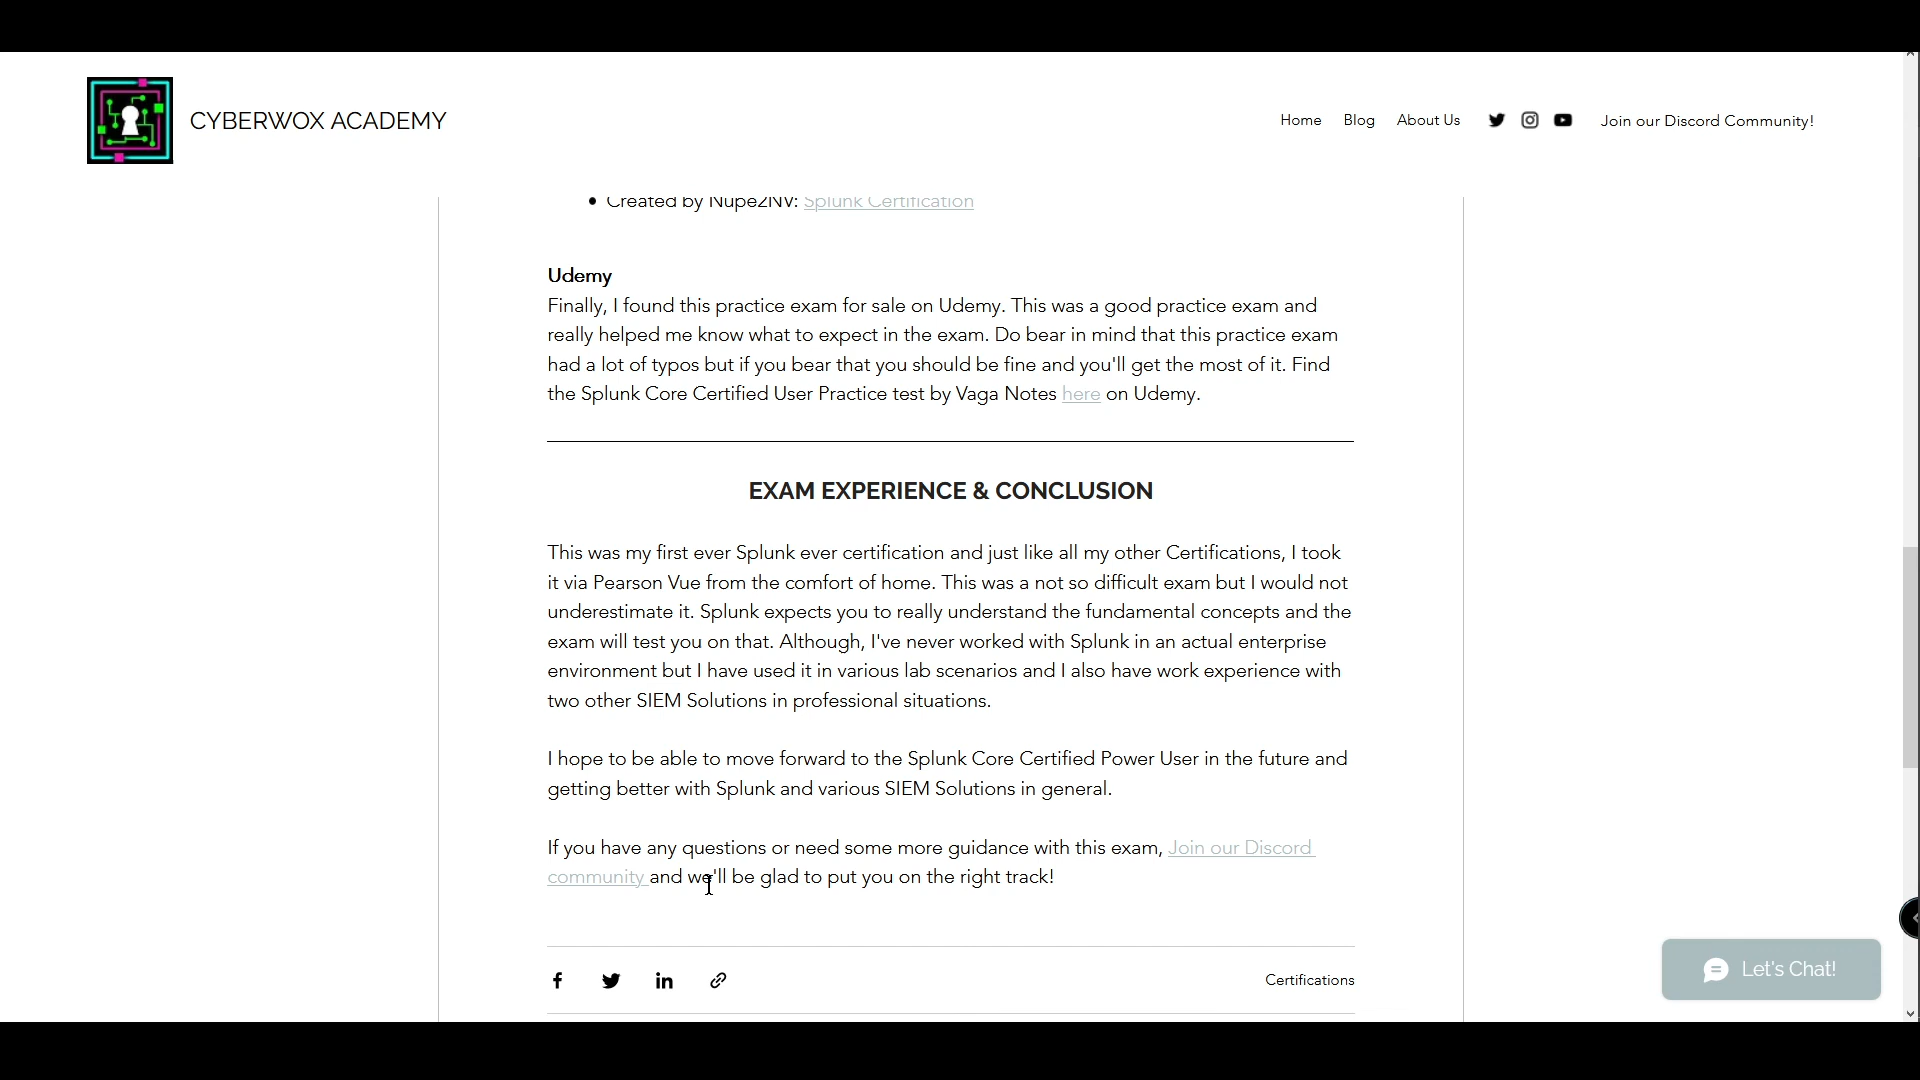 CYBERWOX ACADEMY
Home
Blog
About Us
Join our Discord Community!
• Created by Nupe2NV: Splunk Certification
Udemy
Finally, I found this practice exam for sale on Udemy. This was a good practice exam and
really helped me know what to expect in the exam. Do bear in mind that this practice exam
had a lot of typos but if you bear that you should be fine and you'll get the most of it. Find
the Splunk Core Certified User Practice test by Vaga Notes here on Udemy.
EXAM EXPERIENCE & CONCLUSION
This was my first ever Splunk ever certification and just like all my other Certifications, I took
it via Pearson Vue from the comfort of home. This was a not so difficult exam but I would not
underestimate it. Splunk expects you to really understand the fundamental concepts and the
exam will test you on that. Although, I've never worked with Splunk in an actual enterprise
environment but I have used it in various lab scenarios and I also have work experience with
two other SIEM Solutions in professional situations.
I hope to be able to move forward to the Splunk Core Certified Power User in the future and
getting better with Splunk and various SIEM Solutions in general.
If you have any questions or need some more guidance with this exam, Join our Discord
community and we'll be glad to put you on the right track!
Certifications
Let's Chat!